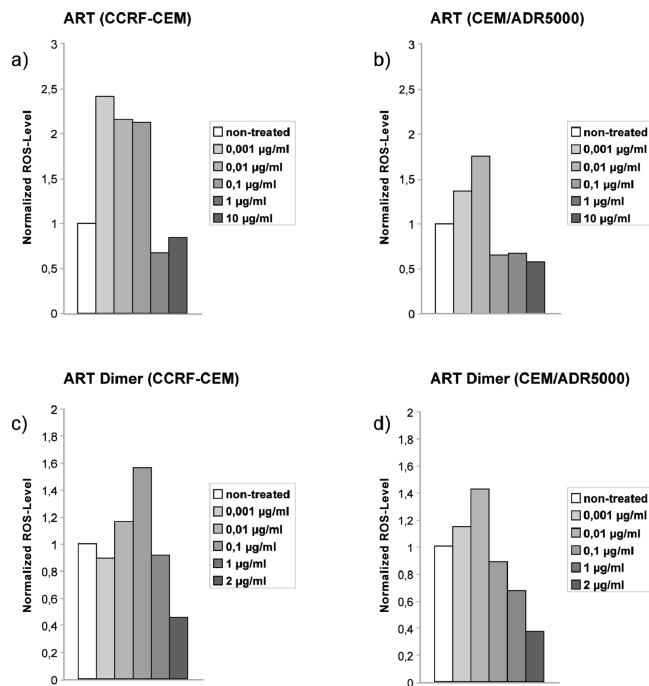 ART (CCRF-CEM)
a)
Normalized ROS-Level
3
2,5
2
1,5
1
0,5
0
non-treated
0,001 µg/ml
0,01 µg/ml
0,1 µg/ml
1 µg/ml
10 µg/ml
ART (CEM/ADR5000)
b)
Normalized ROS-Level
3
2,5
2
1,5
1
0,5
0
non-treated
0,001 µg/ml
0,01 µg/ml
0,1 µg/ml
1 µg/ml
10 µg/ml
ART Dimer (CCRF-CEM)
c)
Normalized ROS-Level
2
1,8
1,6
1,4
1,2
1
0,8
0,6
0,4
0,2
0
non-treated
0,001 µg/ml
0,01 µg/ml
0,1 µg/ml
1 µg/ml
2 µg/ml
ART Dimer (CEM/ADR5000)
d)
Normalized ROS-Level
2
1,8
1,6
1,4
1,2
1
0,8
0,6
0,4
0,2
0
non-treated
0,001 µg/ml
0,01 µg/ml
0,1 µg/ml
1 µg/ml
2 µg/ml